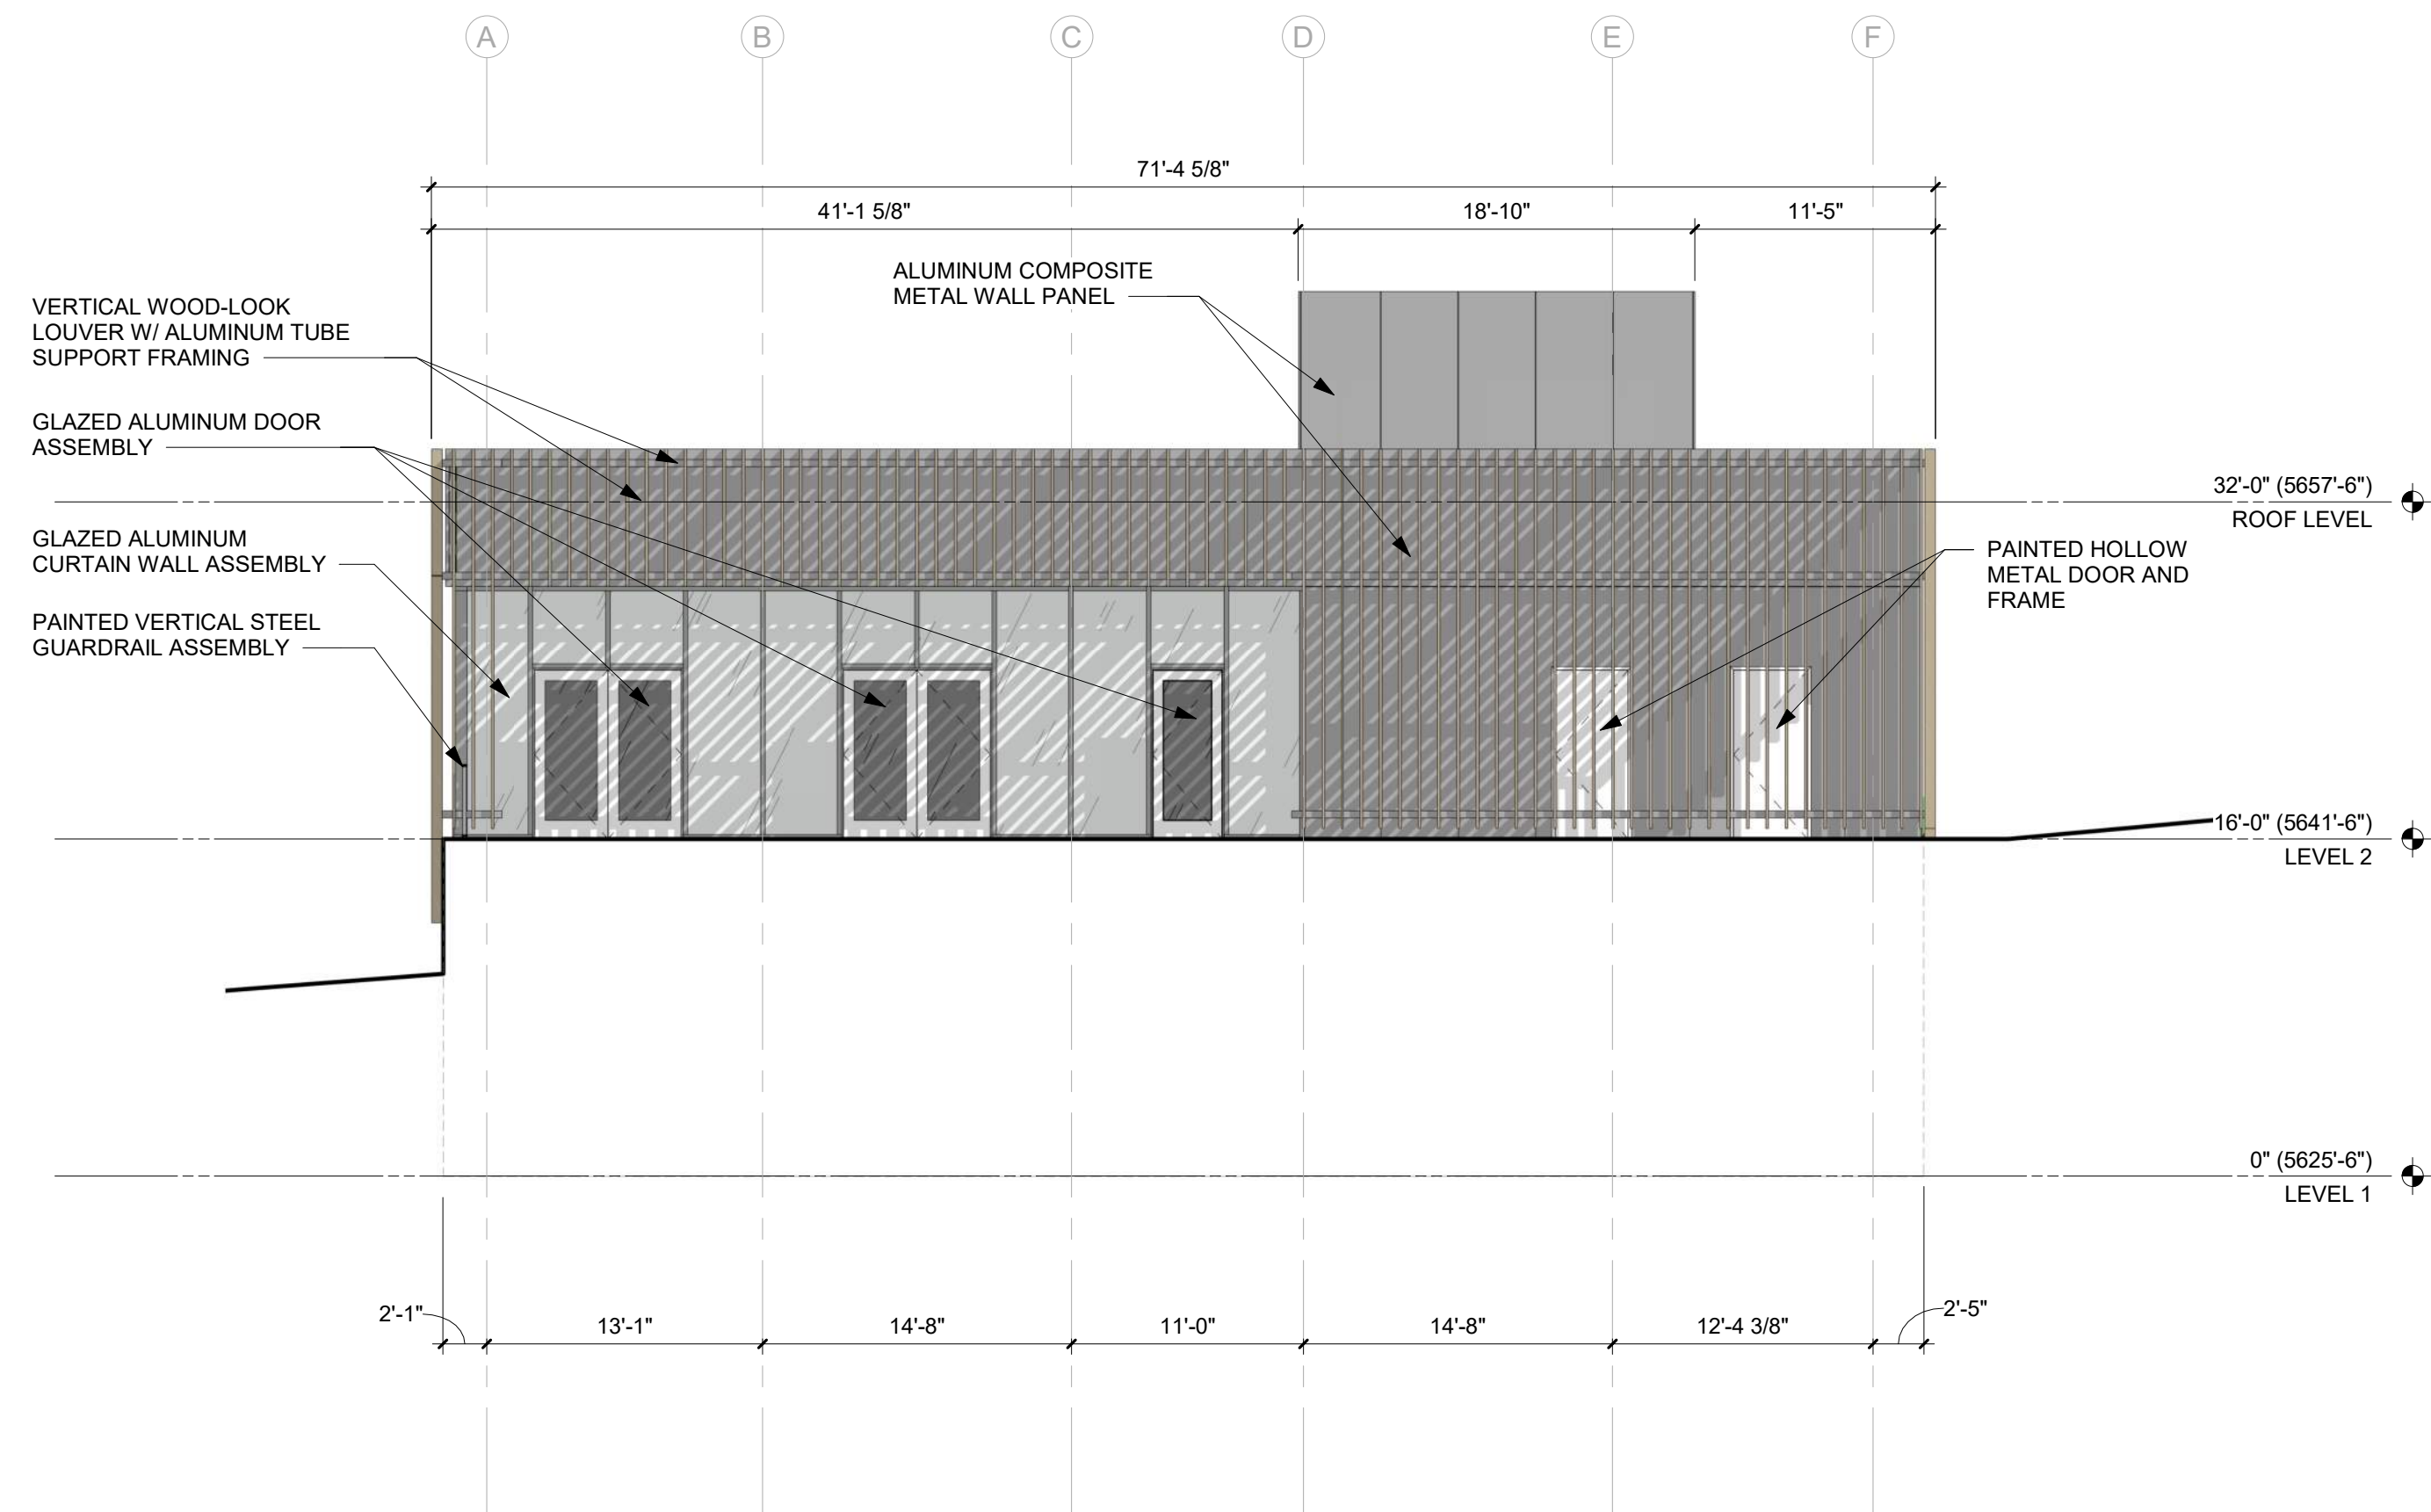 A B C D E F
71'-4 5/8"
41'-1 5/8" 18'-10" 11'-5"
ALUMINUM COMPOSITE
METAL WALL PANEL
VERTICAL WOOD-LOOK
LOUVER W/ ALUMINUM TUBE
SUPPORT FRAMING
GLAZED ALUMINUM DOOR
ASSEMBLY
GLAZED ALUMINUM
CURTAIN WALL ASSEMBLY
PAINTED VERTICAL STEEL
GUARDRAIL ASSEMBLY
32'-0" (5657'-6")
ROOF LEVEL
PAINTED HOLLOW
METAL DOOR AND
FRAME
16'-0" (5641'-6")
LEVEL 2
0" (5625'-6")
LEVEL 1
2'-1" 13'-1" 14'-8" 11'-0" 14'-8" 12'-4 3/8" 2'-5"